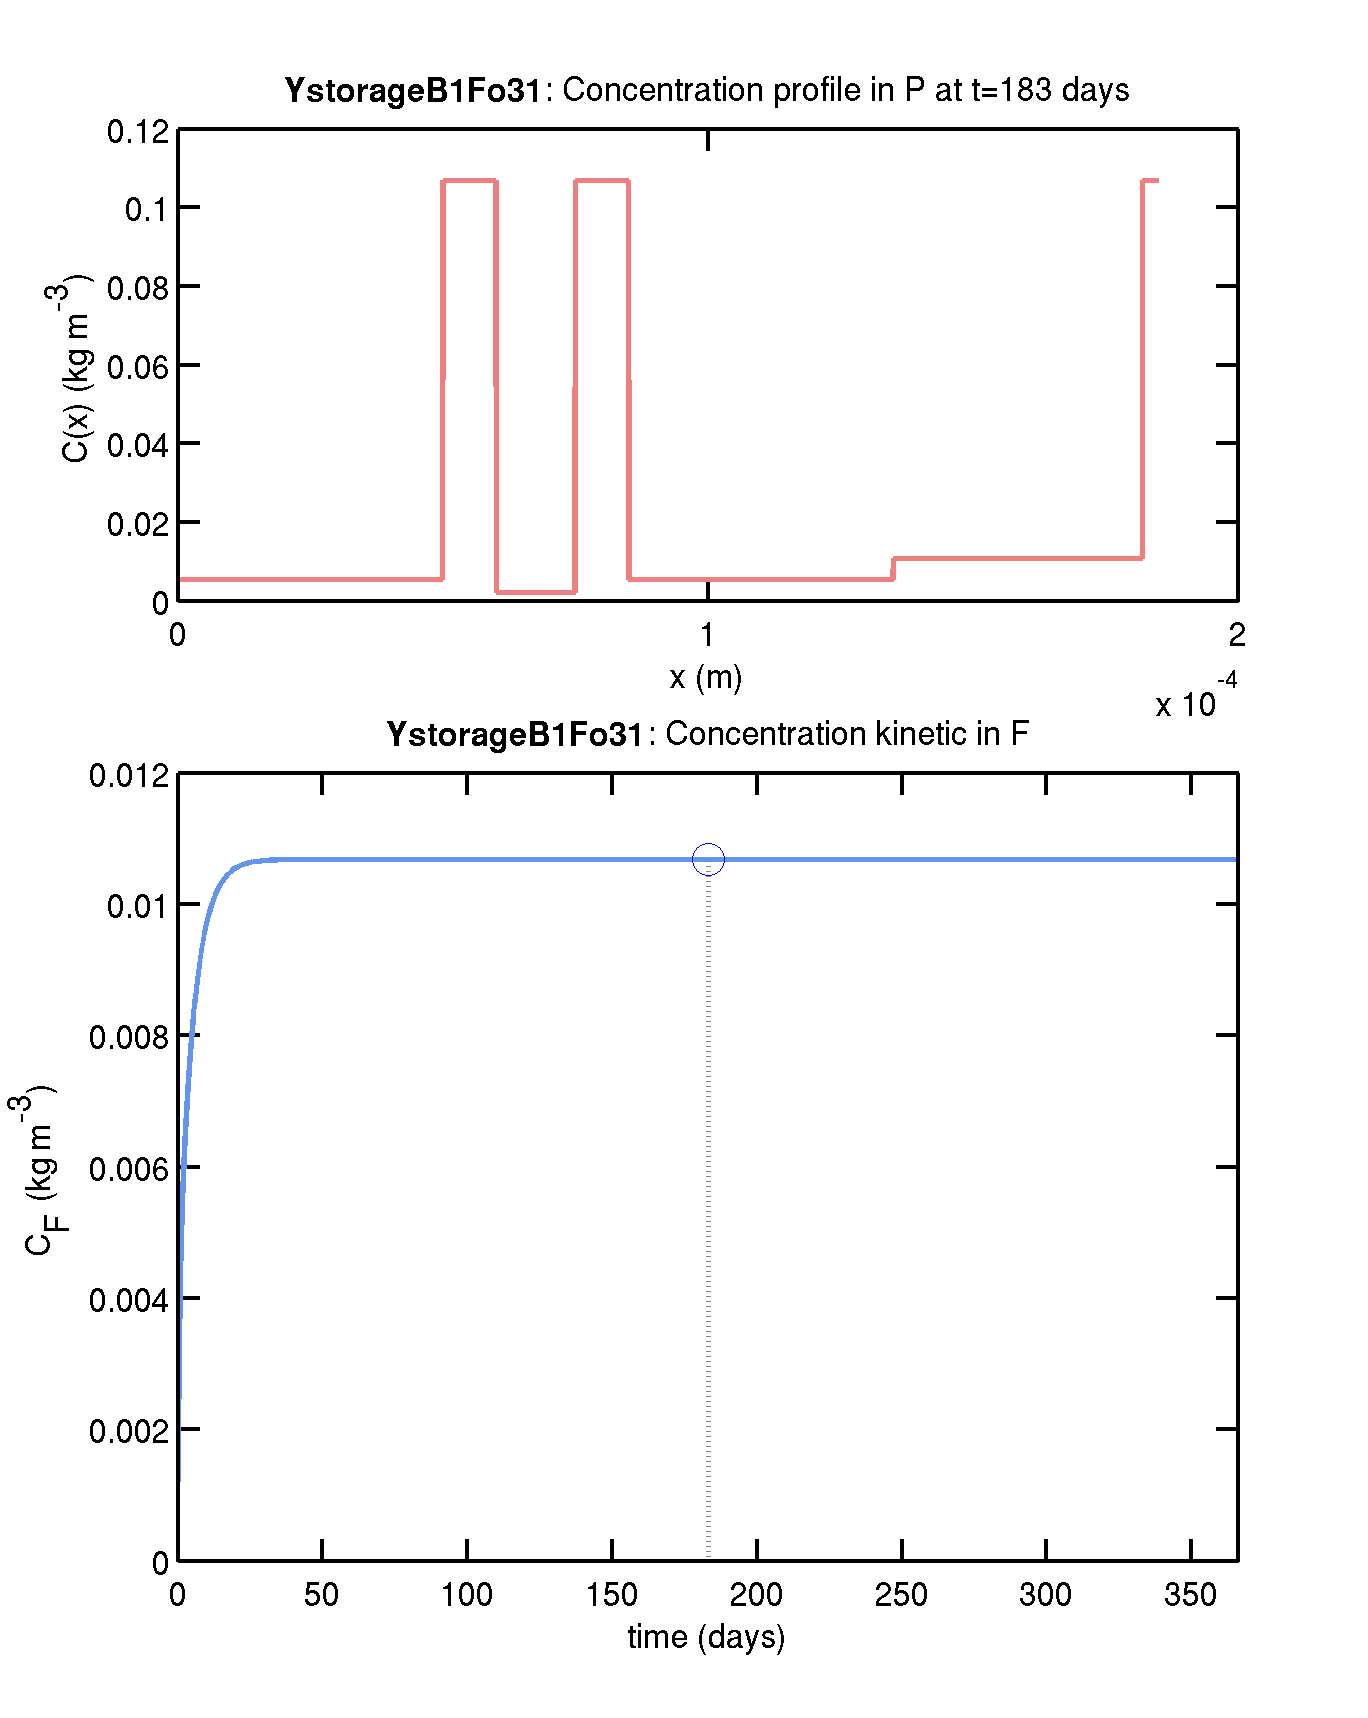 YstorageB1Fo31: Concentration profile in P at t=183 days
0.12
0.1
0.08
0.06
0.04
0.02
0
C(x) (kg m-3)
0 1 2
x (m)
x 10-4
YstorageB1Fo31: Concentration kinetic in F
0.012
0.01
0.008
0.006
0.004
0.002
0
CF (kg m-3)
0 50 100 150 200 250 300 350
time (days)